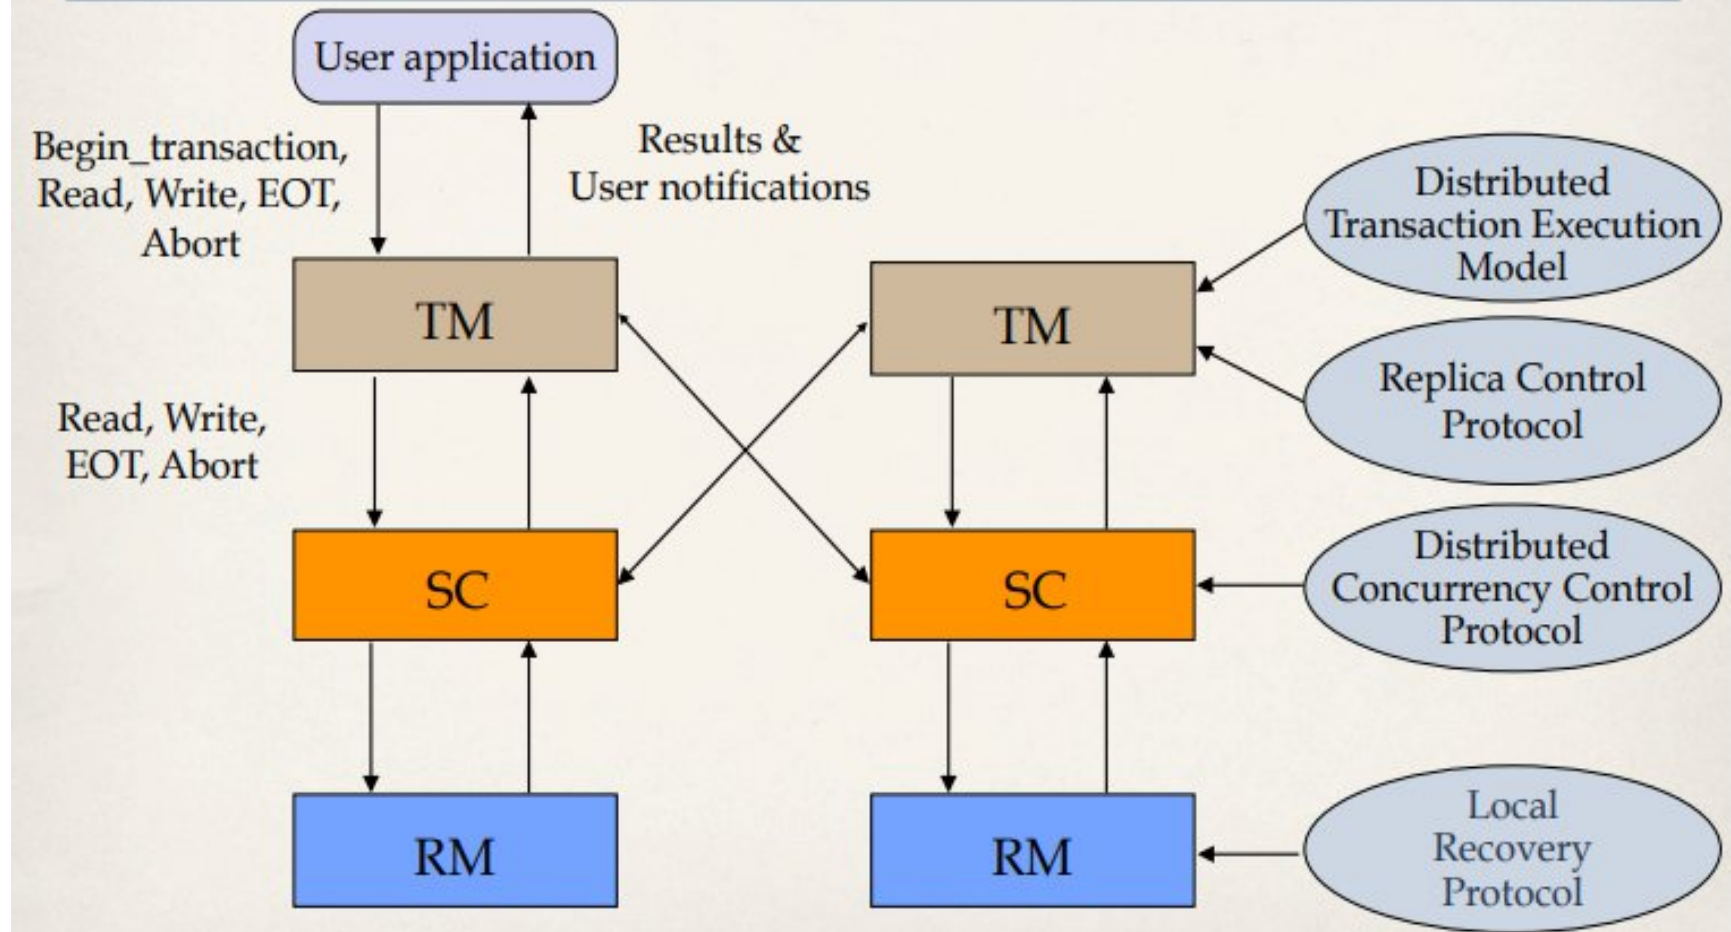 User application
Begin_transaction,
Read, Write, EOT,
Abort
Results &
User notifications
Distributed
Transaction Execution
Model
TM
TM
Replica Control
Protocol
Read, Write,
EOT, Abort
SC
SC
Distributed
Concurrency Control
Protocol
RM
RM
Local
Recovery
Protocol